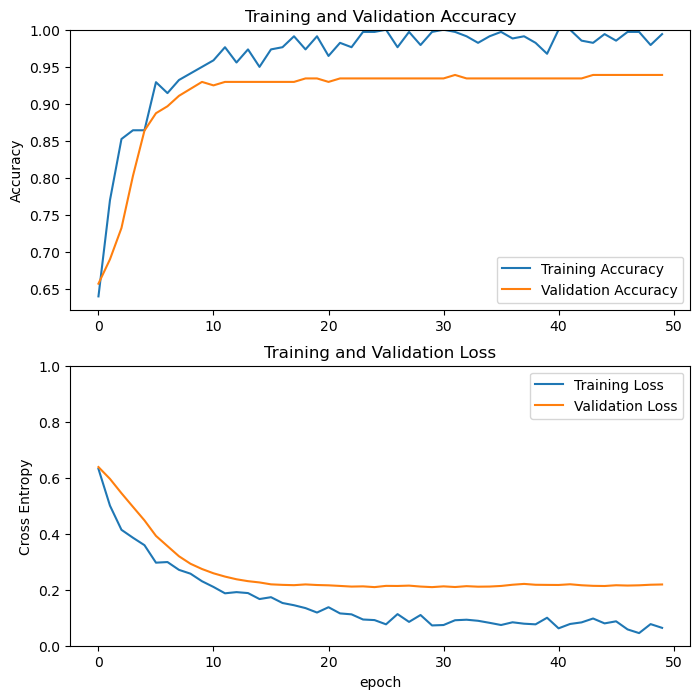 Training and Validation Accuracy
Accuracy
1.00
0.95
0.90
0.85
0.80
0.75
0.70
0.65
Training Accuracy
Validation Accuracy
0 10 20 30 40 50
Training and Validation Loss
Cross Entropy
1.0
0.8
0.6
0.4
0.2
0.0
Training Loss
Validation Loss
0 10 20 30 40 50
epoch